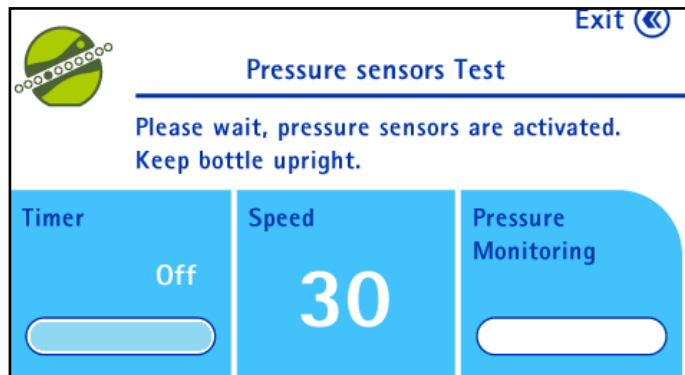 Exit
Pressure sensors Test
Please wait, pressure sensors are activated.
Keep bottle upright.
Timer
Off
Speed
30
Pressure
Monitoring